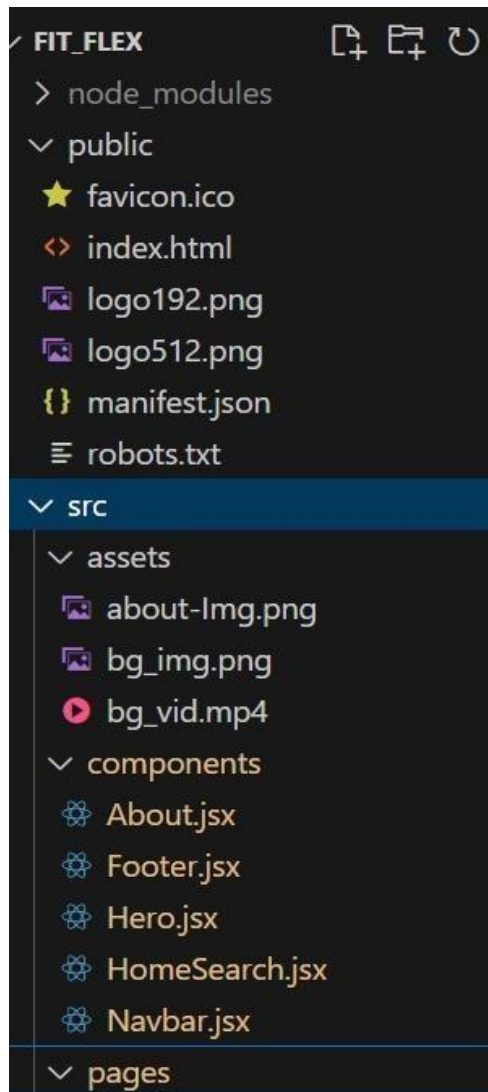 FIT_FLEX
node_modules
public
favicon.ico
index.html
logo192.png
logo512.png
manifest.json
robots.txt
src
assets
about-Img.png
bg_img.png
bg_vid.mp4
components
About.jsx
Footer.jsx
Hero.jsx
HomeSearch.jsx
Navbar.jsx
pages